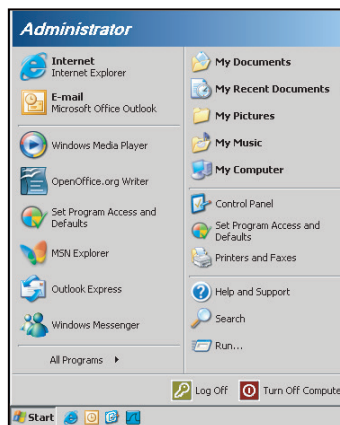 Administrator
Internet
Internet Explorer
E-mail
Microsoft Office Outlook
Windows Media Player
OpenOffice.org Writer
Set Program Access and
Defaults
MSN Explorer
Outlook Express
Windows Messenger
All Programs
My Documents
My Recent Documents
My Pictures
My Music
My Computer
Control Panel
Set Program Access and
Defaults
Printers and Faxes
Help and Support
Search
Run...
Log Off
Turn Off Compute
Start